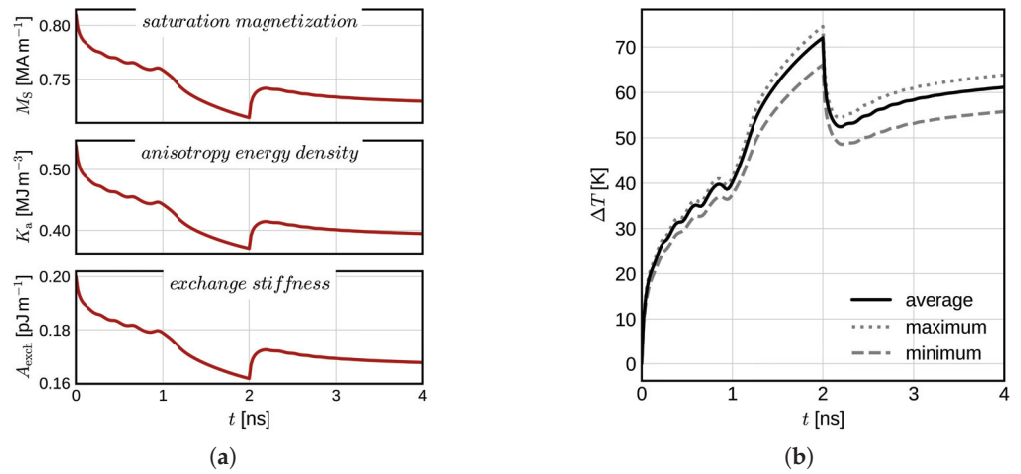 saturation magnetization
0.80
0.75
M_S [MA m⁻¹]
anisotropy energy density
0.50
0.40
K_a [MJ m⁻³]
exchange stiffness
0.20
0.18
0.16
A_exch [pJ m⁻¹]
0 1 2 3 4
t [ns]
(a)
70
60
50
40
30
20
10
0
ΔT [K]
average
maximum
minimum
0 1 2 3 4
t [ns]
(b)